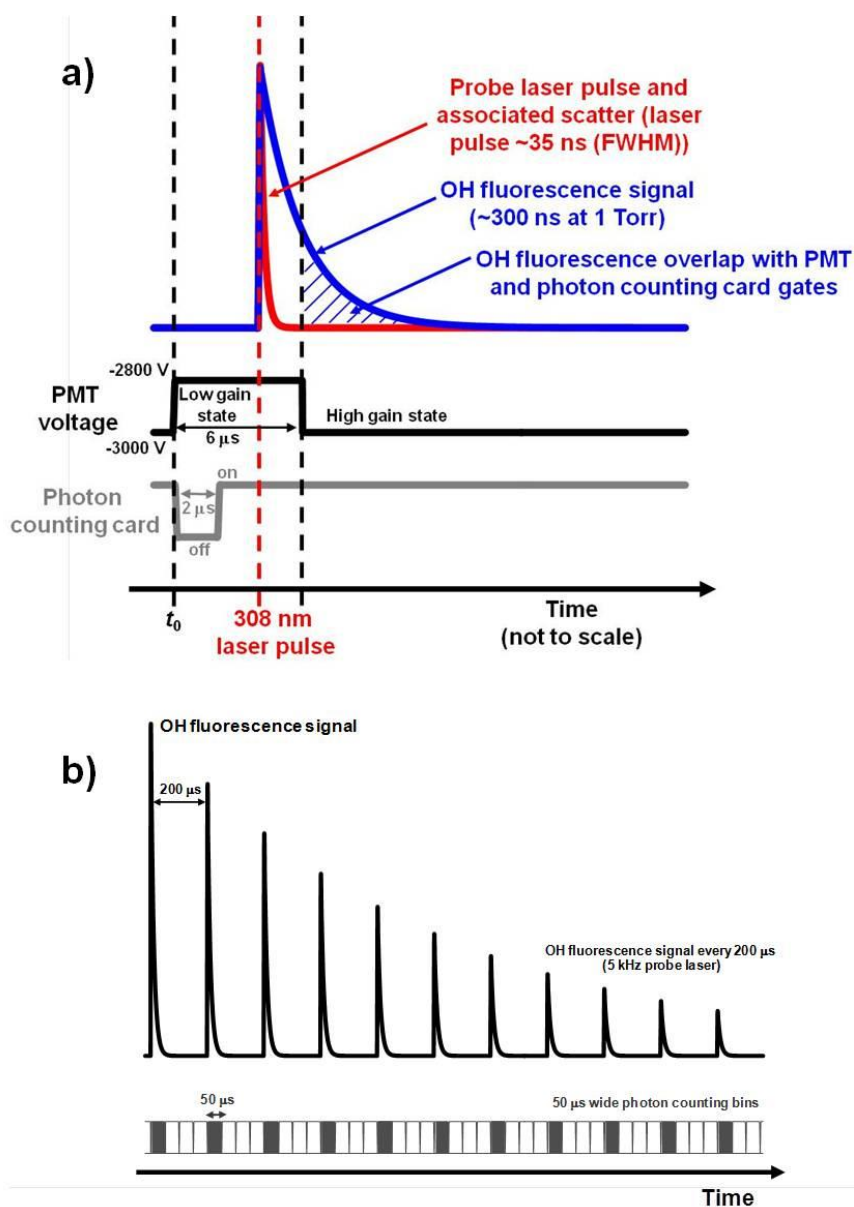 a)
Probe laser pulse and
associated scatter (laser
pulse ~35 ns (FWHM))
OH fluorescence signal
(~300 ns at 1 Torr)
OH fluorescence overlap with PMT
and photon counting card gates
-2800 V
PMT
voltage
-3000 V
Low gain
state
6 μs
High gain state
Photon
counting card
on
2 μs
off
t0
308 nm
laser pulse
Time
(not to scale)
b)
OH fluorescence signal
200 μs
OH fluorescence signal every 200 μs
(5 kHz probe laser)
50 μs
50 μs wide photon counting bins
Time